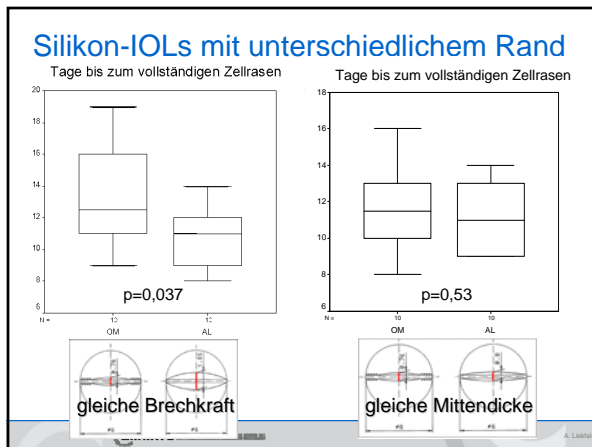 Silikon-IOLs mit unterschiedlichem Rand
Tage bis zum vollständigen Zellrasen
20
18
16
14
12
10
8
6
p=0,037
N = 10 10
OM AL
gleiche Brechkraft
Tage bis zum vollständigen Zellrasen
18
16
14
12
10
8
6
p=0,53
N = 10 10
OM AL
gleiche Mittendicke